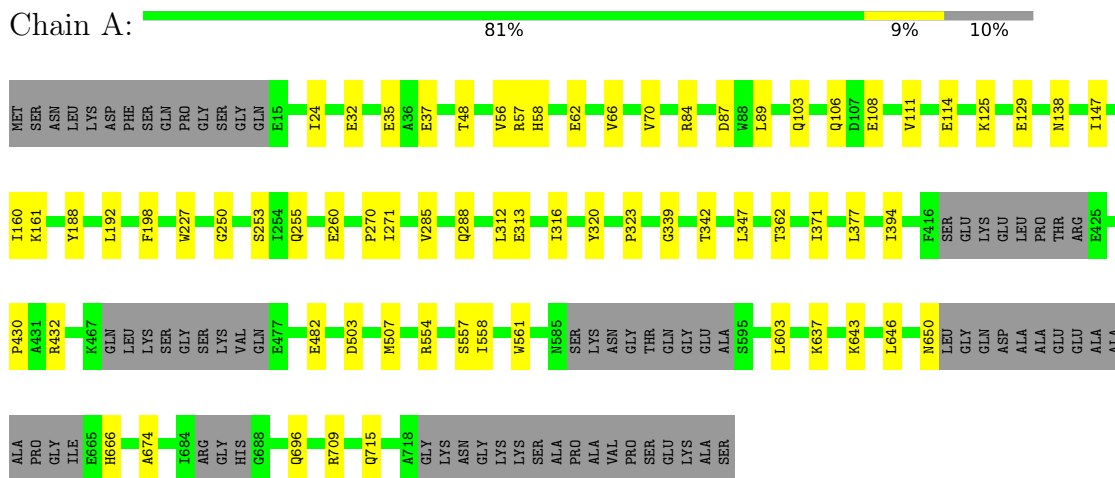 Chain A:
81% 9% 10%
MET SER ASN LEU LYS ASP PHE SER GLN PRO GLY SER GLY GLN E15 I24 E32 E35 A36 E37 T48 V56 R57 H58 E62 V66 V70 R84 D87 W88 L89 Q103 Q106 D107 E108 V111 E114 K125 E129 N138 I147
I160 K161 Y188 L192 F198 W227 G250 S253 I254 Q255 E260 P270 I271 V285 Q288 L312 E313 I316 Y320 P323 G339 T342 L347 T362 I371 L377 I394 F416 SER GLU LYS GLU LEU PRO THR ARG E425
P430 A431 R432 K467 GLN LEU LYS SER GLY SER LYS VAL GLN E477 E482 D503 M507 R554 S557 I558 W561 N585 SER LYS ASN GLY THR GLN GLY GLU ALA S595 L603 K637 K643 L646 N650 LEU GLY GLN ASP ALA ALA GLU GLU ALA ALA
ALA PRO GLY ILE E665 H666 A674 I684 ARG GLY HIS G688 Q696 R709 Q715 A718 GLY LYS ASN GLY LYS LYS SER ALA PRO ALA VAL PRO SER GLU LYS ALA SER